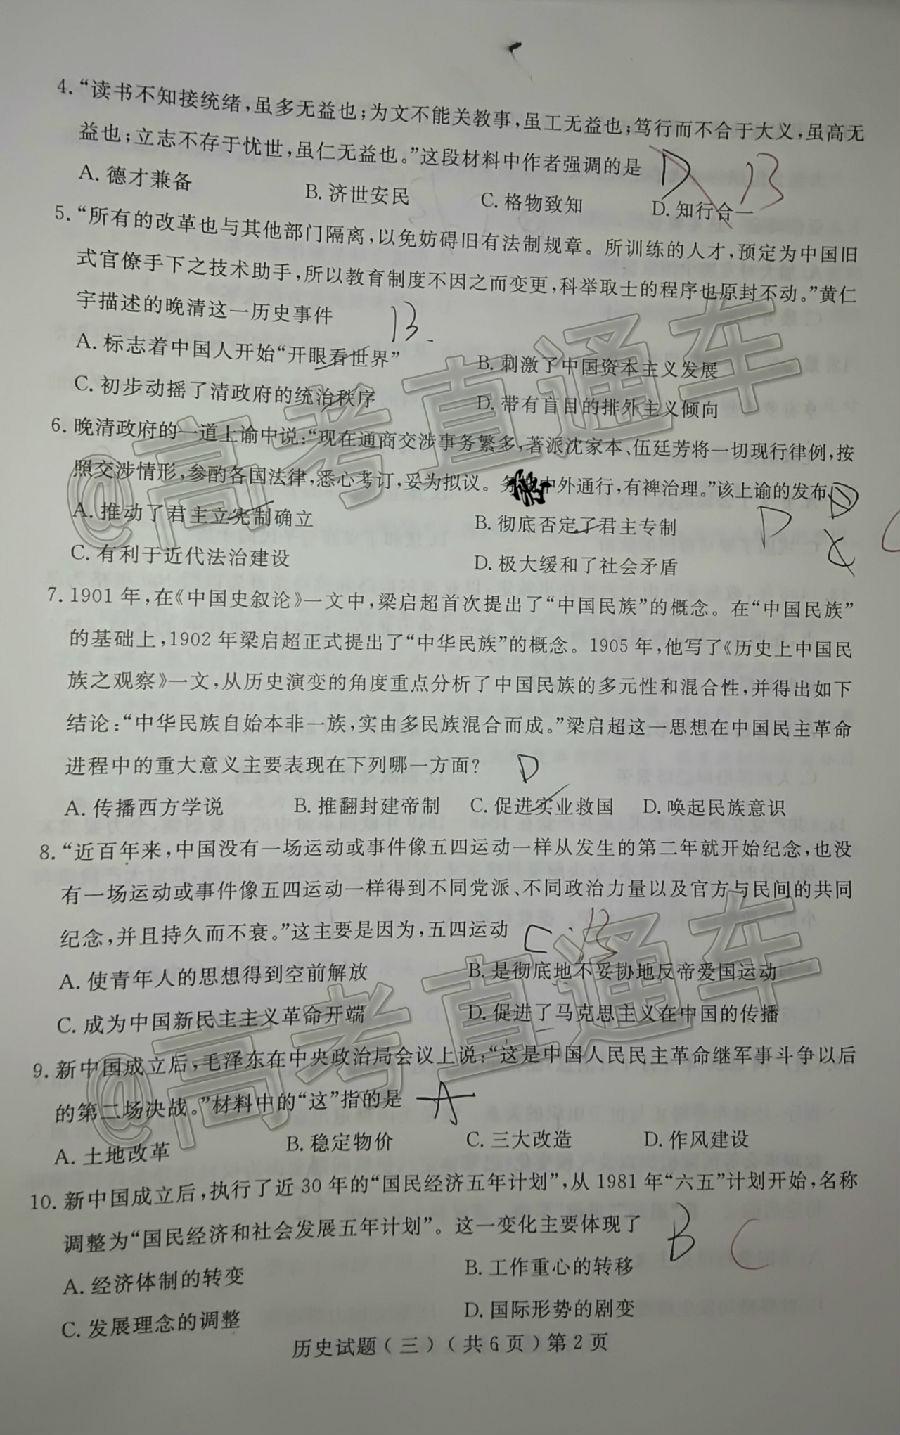 4. “读书不知接统绪，虽多无益也；为文不能关教事，虽工无益也；笃行而不合于大义，虽高无
益也；立志不存于忧世，虽仁无益也。”这段材料中作者强调的是 D B
A. 德才兼备 B. 济世安民 C. 格物致知 D. 知行合一
5. “所有的改革也与其他部门隔离，以免妨碍旧有法制规章。所训练的人才，预定为中国旧
式官僚手下之技术助手，所以教育制度不因之而变更，科举取士的程序也原封不动。”黄仁
宇描述的晚清这一历史事件 B.
A. 标志着中国人开始“开眼看世界” B. 刺激了中国资本主义发展
C. 初步动摇了清政府的统治秩序 D. 带有盲目的排外主义倾向
6. 晚清政府的一道上谕中说：“现在通商交涉事务繁多，著派沈家本、伍廷芳将一切现行律例，按
照交涉情形，参酌各国法律，悉心考订，妥为拟议。务 中外通行，有裨治理。”该上谕的发布
A. 推动了君主立宪制确立 B. 彻底否定了君主专制 D
C. 有利于近代法治建设 D. 极大缓和了社会矛盾
7. 1901 年，在《中国史叙论》一文中，梁启超首次提出了“中国民族”的概念。在“中国民族”
的基础上，1902 年梁启超正式提出了“中华民族”的概念。1905 年，他写了《历史上中国民
族之观察》一文，从历史演变的角度重点分析了中国民族的多元性和混合性，并得出如下
结论：“中华民族自始本非一族，实由多民族混合而成。”梁启超这一思想在中国民主革命
进程中的重大意义主要表现在下列哪一方面？ D
A. 传播西方学说 B. 推翻封建帝制 C. 促进实业救国 D. 唤起民族意识
8. “近百年来，中国没有一场运动或事件像五四运动一样从发生的第二年就开始纪念，也没
有一场运动或事件像五四运动一样得到不同党派、不同政治力量以及官方与民间的共同
纪念，并且持久而不衰。”这主要是因为，五四运动 C B
A. 使青年人的思想得到空前解放 B. 是彻底地不妥协地反帝爱国运动
C. 成为中国新民主主义革命开端 D. 促进了马克思主义在中国的传播
9. 新中国成立后，毛泽东在中央政治局会议上说：“这是中国人民民主革命继军事斗争以后
的第二场决战。”材料中的“这”指的是 A
A. 土地改革 B. 稳定物价 C. 三大改造 D. 作风建设
10. 新中国成立后，执行了近 30 年的“国民经济五年计划”，从 1981 年“六五”计划开始，名称
调整为“国民经济和社会发展五年计划”。这一变化主要体现了 B C
A. 经济体制的转变 B. 工作重心的转移
C. 发展理念的调整 D. 国际形势的剧变
历史试题（三）（共 6 页）第 2 页
@高考直通车
@高考直通车